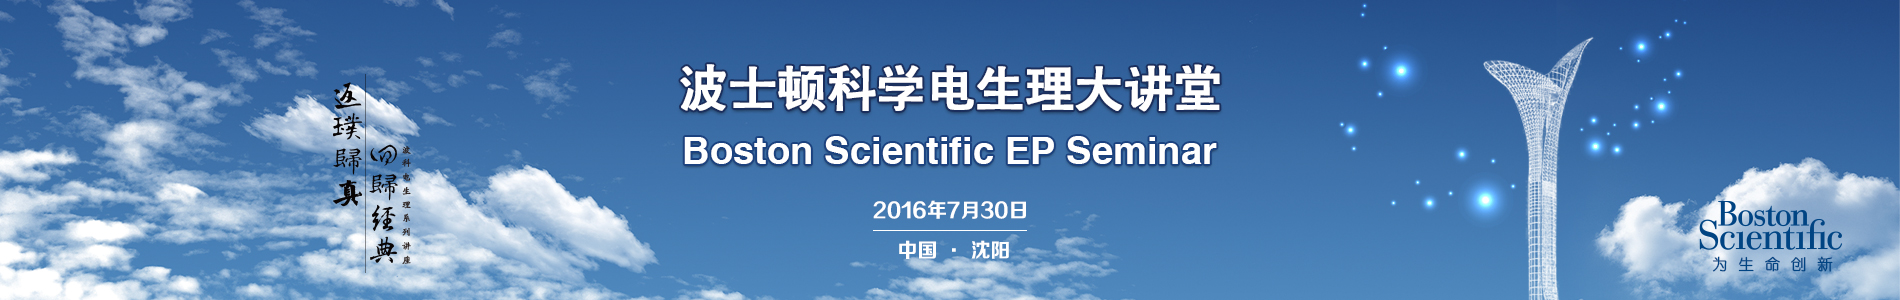 返璞歸真
回歸經典
波科电生理系列讲座
波士顿科学电生理大讲堂
Boston Scientific EP Seminar
2016年7月30日
中国 · 沈阳
Boston
Scientific
为生命创新